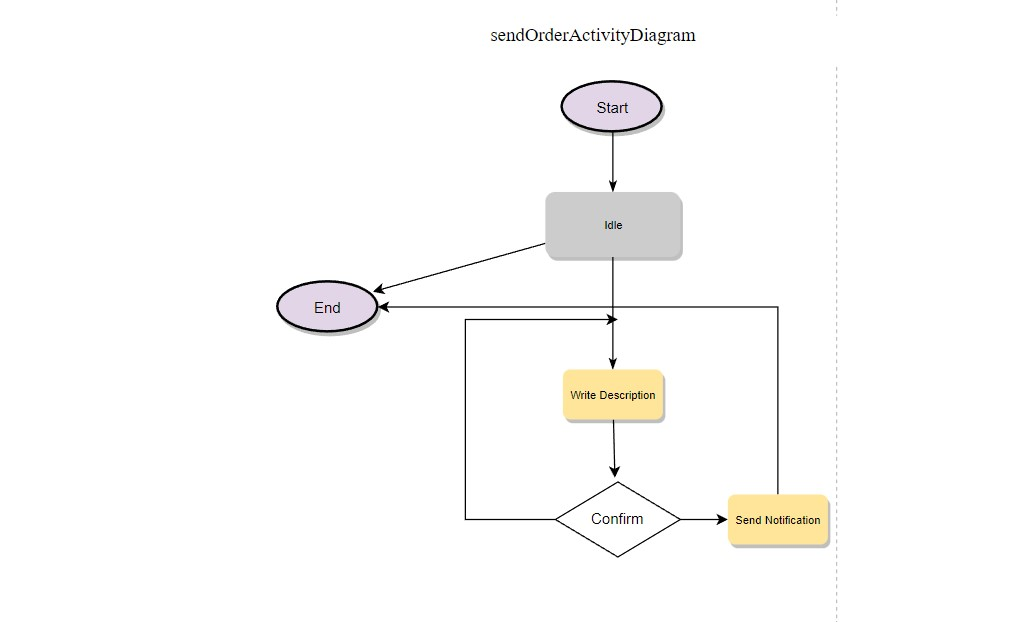 sendOrderActivityDiagram
Start
Idle
End
Write Description
Confirm
Send Notification